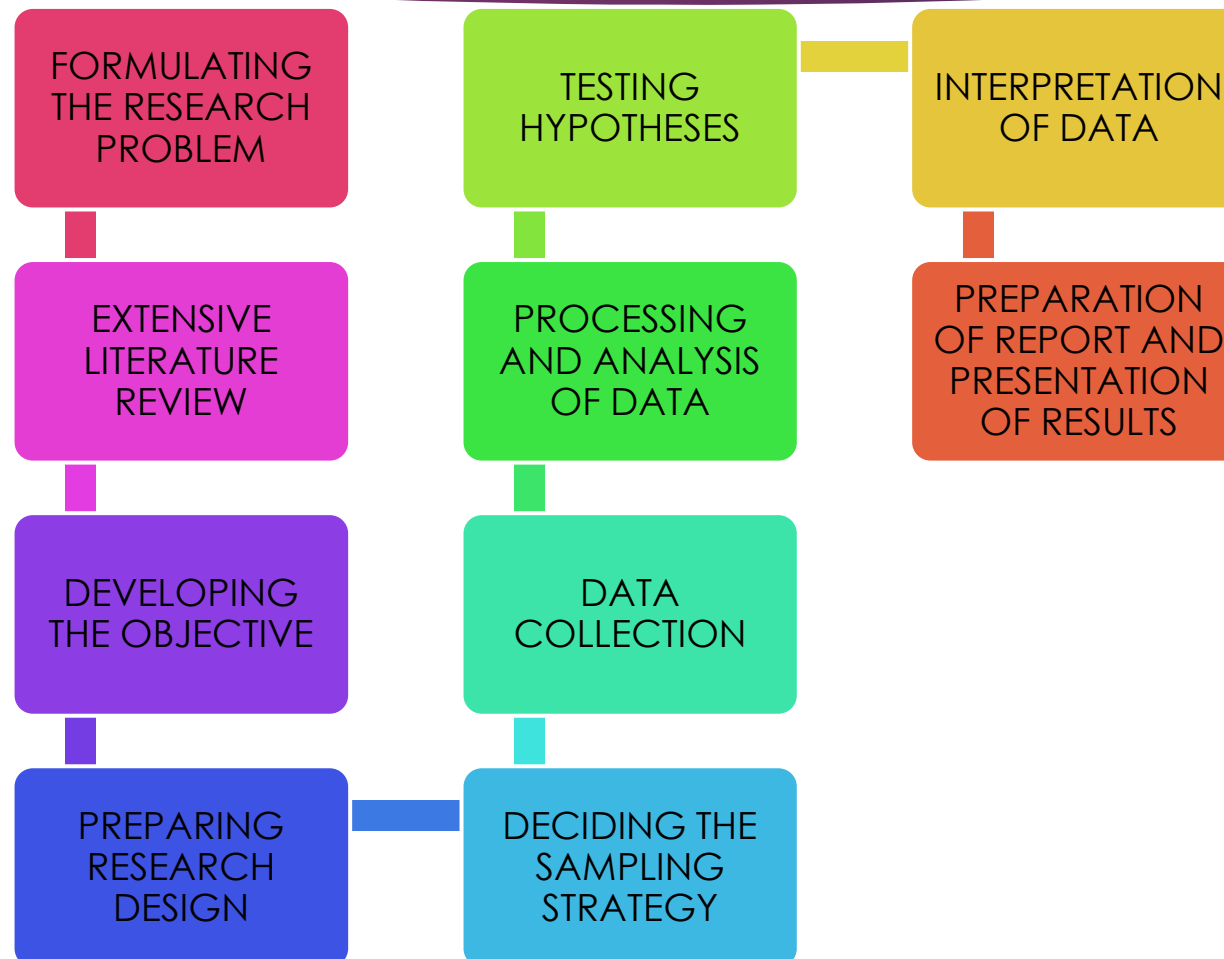 FORMULATING
THE RESEARCH
PROBLEM
EXTENSIVE
LITERATURE
REVIEW
DEVELOPING
THE OBJECTIVE
PREPARING
RESEARCH
DESIGN
DECIDING THE
SAMPLING
STRATEGY
DATA
COLLECTION
PROCESSING
AND ANALYSIS
OF DATA
TESTING
HYPOTHESES
INTERPRETATION
OF DATA
PREPARATION
OF REPORT AND
PRESENTATION
OF RESULTS